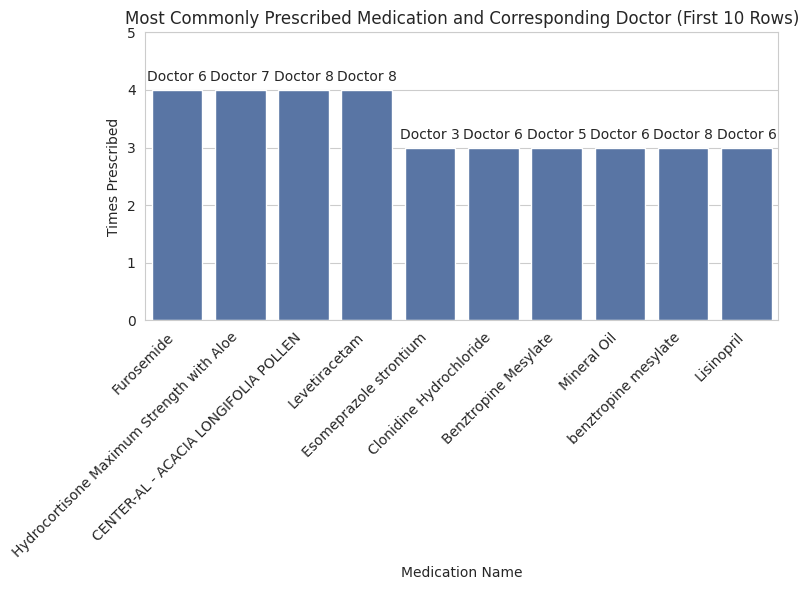 Most Commonly Prescribed Medication and Corresponding Doctor (First 10 Rows)
5
4
3
2
1
0
Times Prescribed
Doctor 6 Doctor 7 Doctor 8 Doctor 8
Doctor 3 Doctor 6 Doctor 5 Doctor 6 Doctor 8 Doctor 6
Furosemide
Hydrocortisone Maximum Strength with Aloe
CENTER-AL - ACACIA LONGIFOLIA POLLEN
Levetiracetam
Esomeprazole strontium
Clonidine Hydrochloride
Benztropine Mesylate
Mineral Oil
benztropine mesylate
Lisinopril
Medication Name